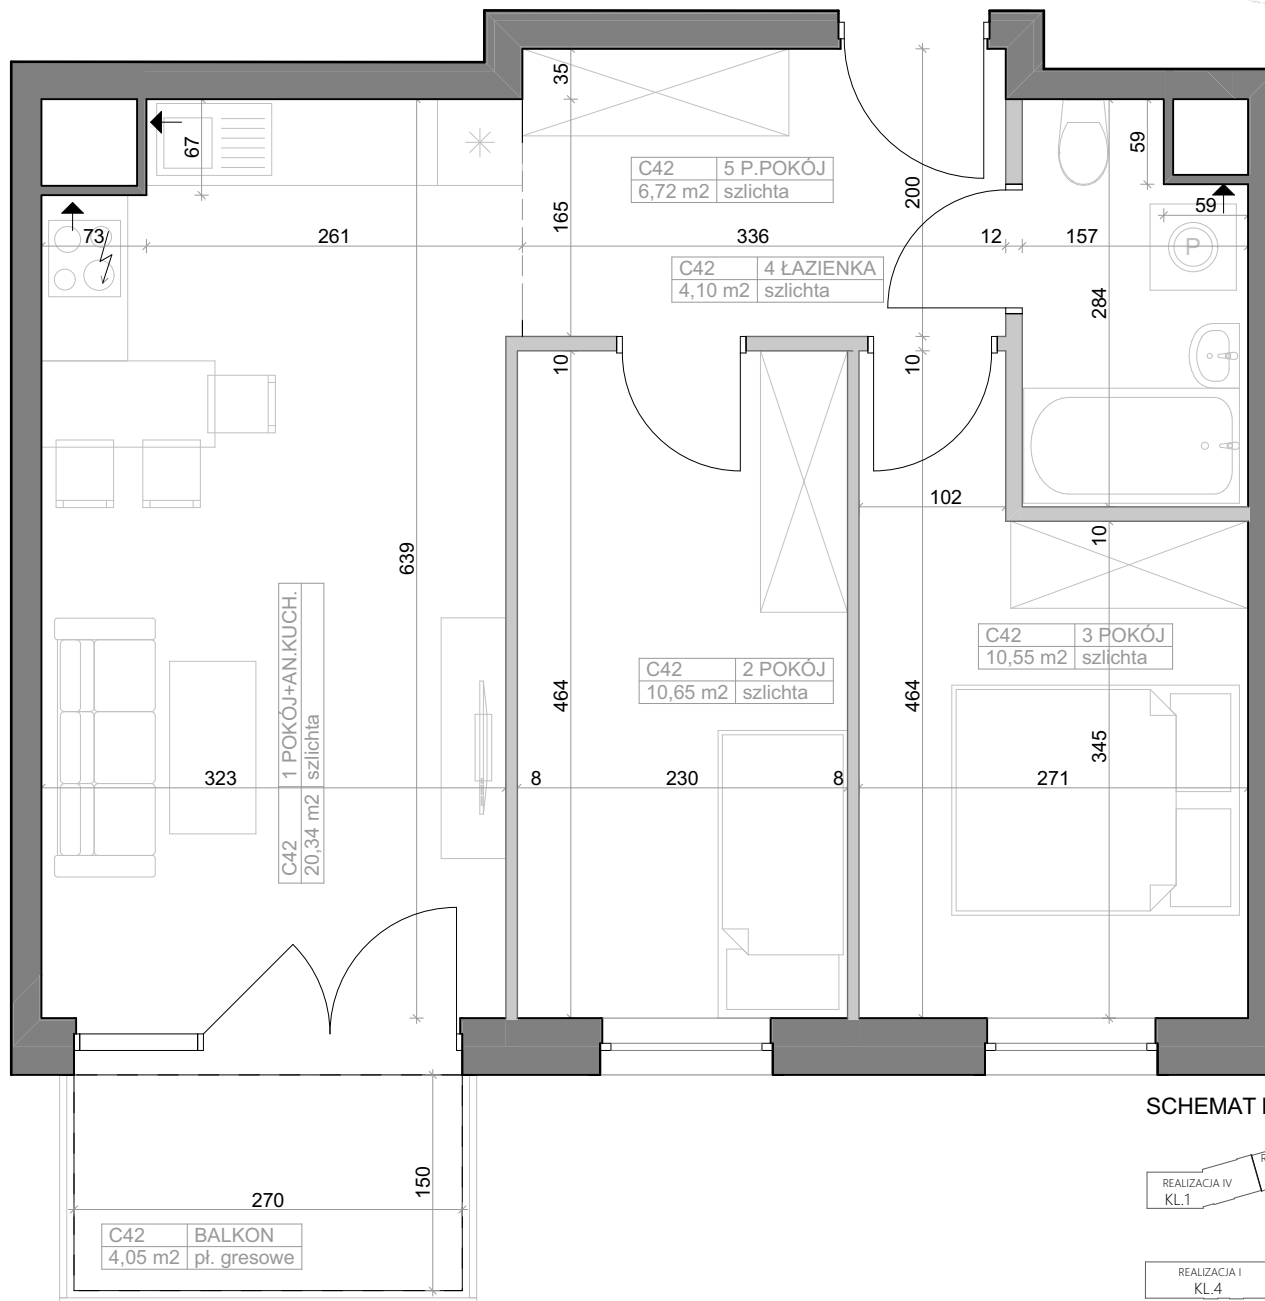 35
67
C42 5 P.POKÓJ
6,72 m2 szlichta
200
59
59
73
261
165
336
12
157
P
C42 4 ŁAZIENKA
4,10 m2 szlichta
284
10
10
102
10
639
C42 1 POKÓJ+AN.KUCH.
20,34 m2 szlichta
C42 2 POKÓJ
10,65 m2 szlichta
C42 3 POKÓJ
10,55 m2 szlichta
464
464
345
323
8
230
8
271
SCHEMAT
REALIZACJA IV
KL.1
150
270
C42 BALKON
4,05 m2 pł. gresowe
REALIZACJA I
KL.4